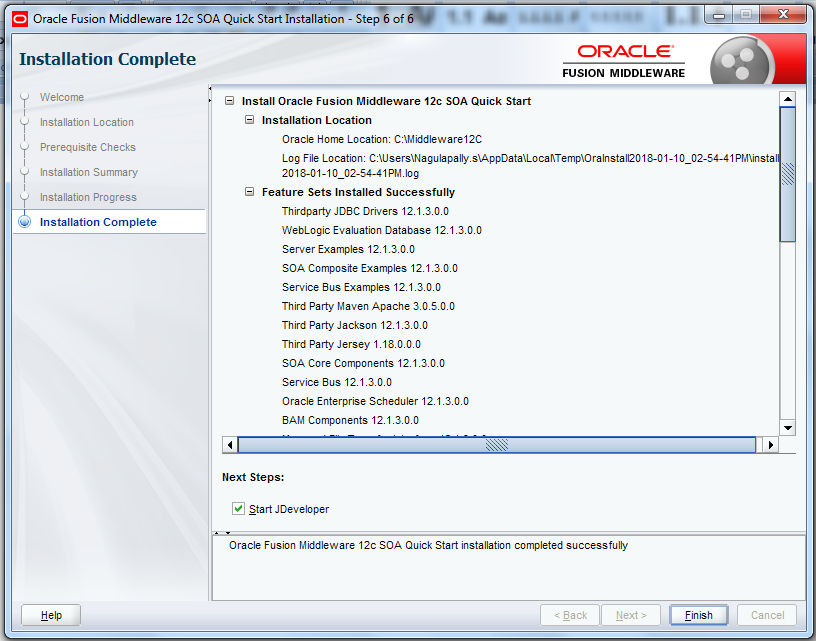 Oracle Fusion Middleware 12c SOA Quick Start Installation - Step 6 of 6
Installation Complete
ORACLE
FUSION MIDDLEWARE
Welcome
Installation Location
Prerequisite Checks
Installation Summary
Installation Progress
Installation Complete
Install Oracle Fusion Middleware 12c SOA Quick Start
Installation Location
Oracle Home Location: C:\Middleware12C
Log File Location: C:\Users\Nagulapally.s\AppData\Local\Temp\OraInstall2018-01-10_02-54-41PM\install
2018-01-10_02-54-41PM.log
Feature Sets Installed Successfully
Thirdparty JDBC Drivers 12.1.3.0.0
WebLogic Evaluation Database 12.1.3.0.0
Server Examples 12.1.3.0.0
SOA Composite Examples 12.1.3.0.0
Service Bus Examples 12.1.3.0.0
Third Party Maven Apache 3.0.5.0.0
Third Party Jackson 12.1.3.0.0
Third Party Jersey 1.18.0.0.0
SOA Core Components 12.1.3.0.0
Service Bus 12.1.3.0.0
Oracle Enterprise Scheduler 12.1.3.0.0
BAM Components 12.1.3.0.0
Next Steps:
Start JDeveloper
Oracle Fusion Middleware 12c SOA Quick Start installation completed successfully
Help
< Back
Next >
Finish
Cancel